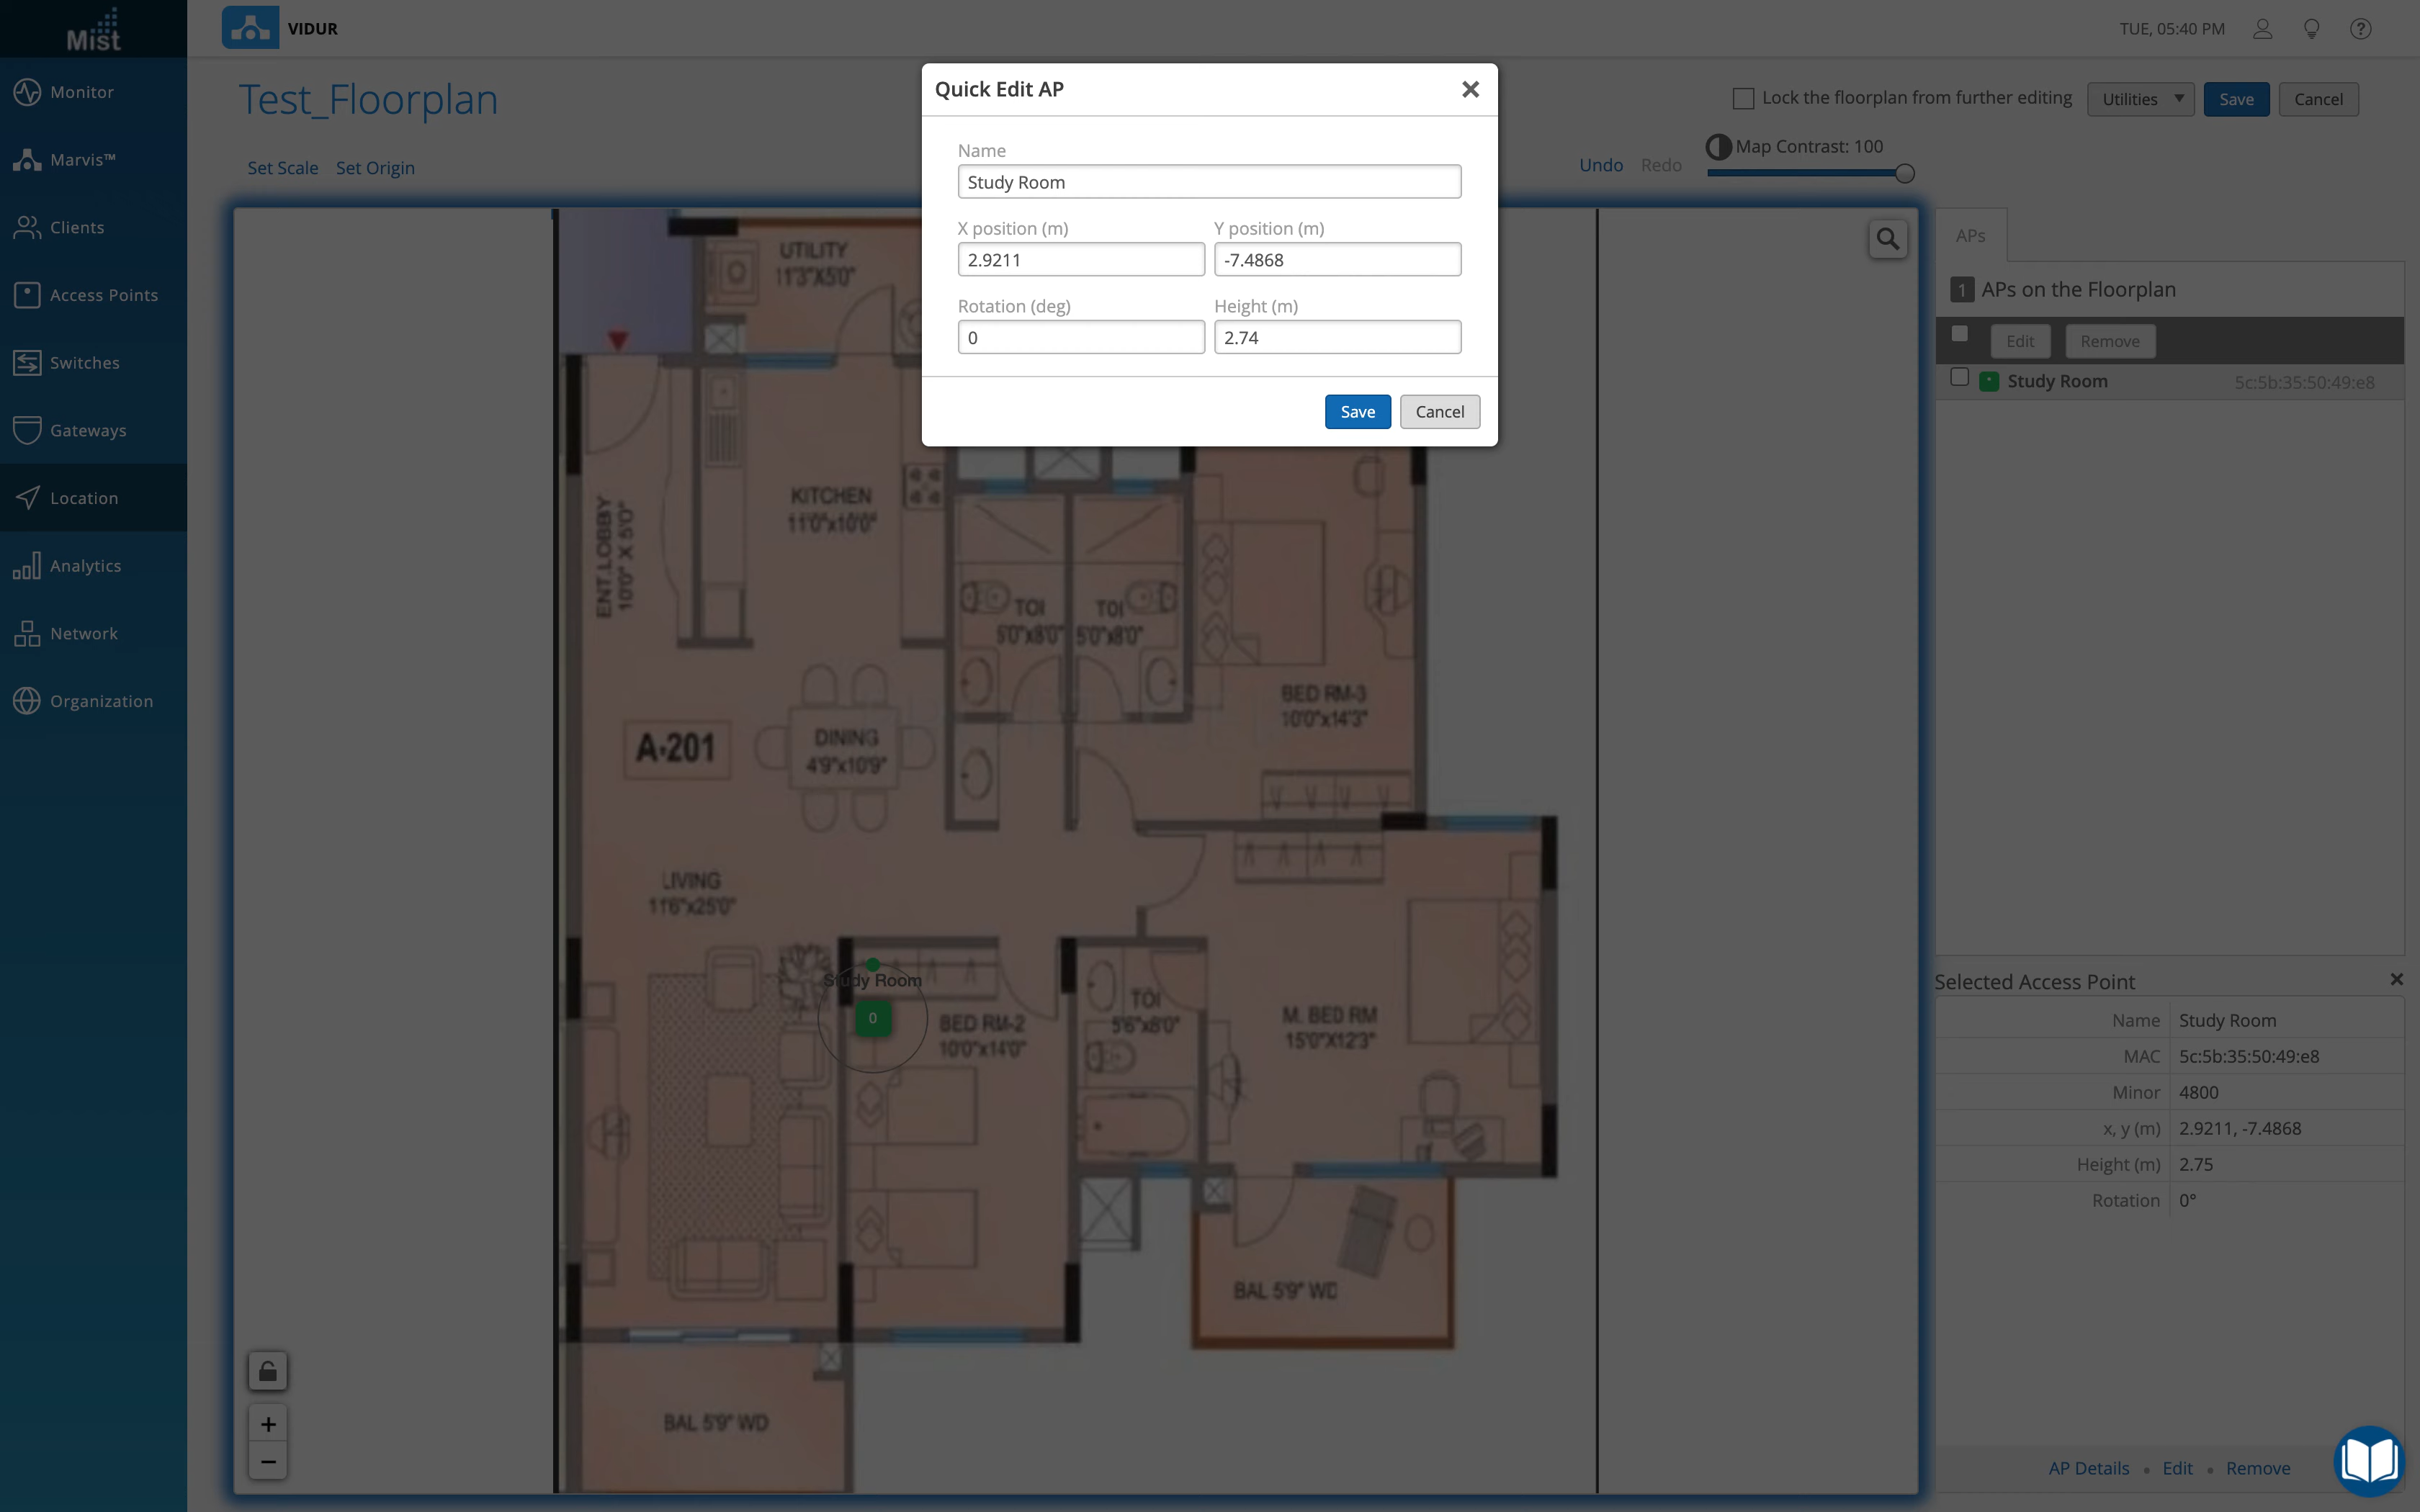 Mist
VIDUR
TUE, 05:40 PM
Monitor
Marvis™
Clients
Access Points
Switches
Gateways
Location
Analytics
Network
Organization
Test_Floorplan
Lock the floorplan from further editing
Utilities
Save
Cancel
Set Scale
Set Origin
Undo
Redo
Map Contrast: 100
Quick Edit AP
Name
Study Room
X position (m)
Y position (m)
2.9211
-7.4868
Rotation (deg)
Height (m)
0
2.74
Save
Cancel
UTILITY
11'3"X5'0"
KITCHEN
11'0"x10'0"
ENT.LOBBY
10'0" X 5'0"
TOI
5'0"x8'0"
TOI
5'0"x8'0"
BED RM-3
10'0"x14'3"
A-201
DINING
4'9"x10'9"
LIVING
11'6"x25'0"
Study Room
0
BED RM-2
10'0"x14'0"
TOI
5'6"x8'0"
M. BED RM
15'0"X12'3"
BAL 5'9" WD
BAL 5'9" WD
+
−
APs
1 APs on the Floorplan
Edit
Remove
Study Room
5c:5b:35:50:49:e8
Selected Access Point
Name Study Room
MAC 5c:5b:35:50:49:e8
Minor 4800
x, y (m) 2.9211, -7.4868
Height (m) 2.75
Rotation 0°
AP Details • Edit • Remove